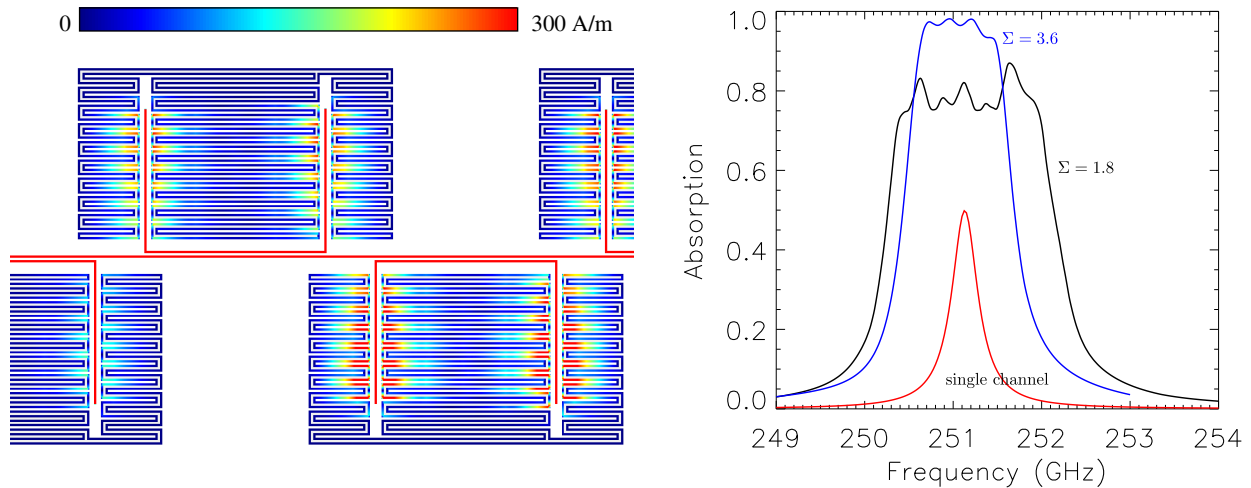 0
300 A/m
Absorption
1.0
0.8
0.6
0.4
0.2
0.0
Σ = 3.6
Σ = 1.8
single channel
249
250
251
252
253
254
Frequency (GHz)